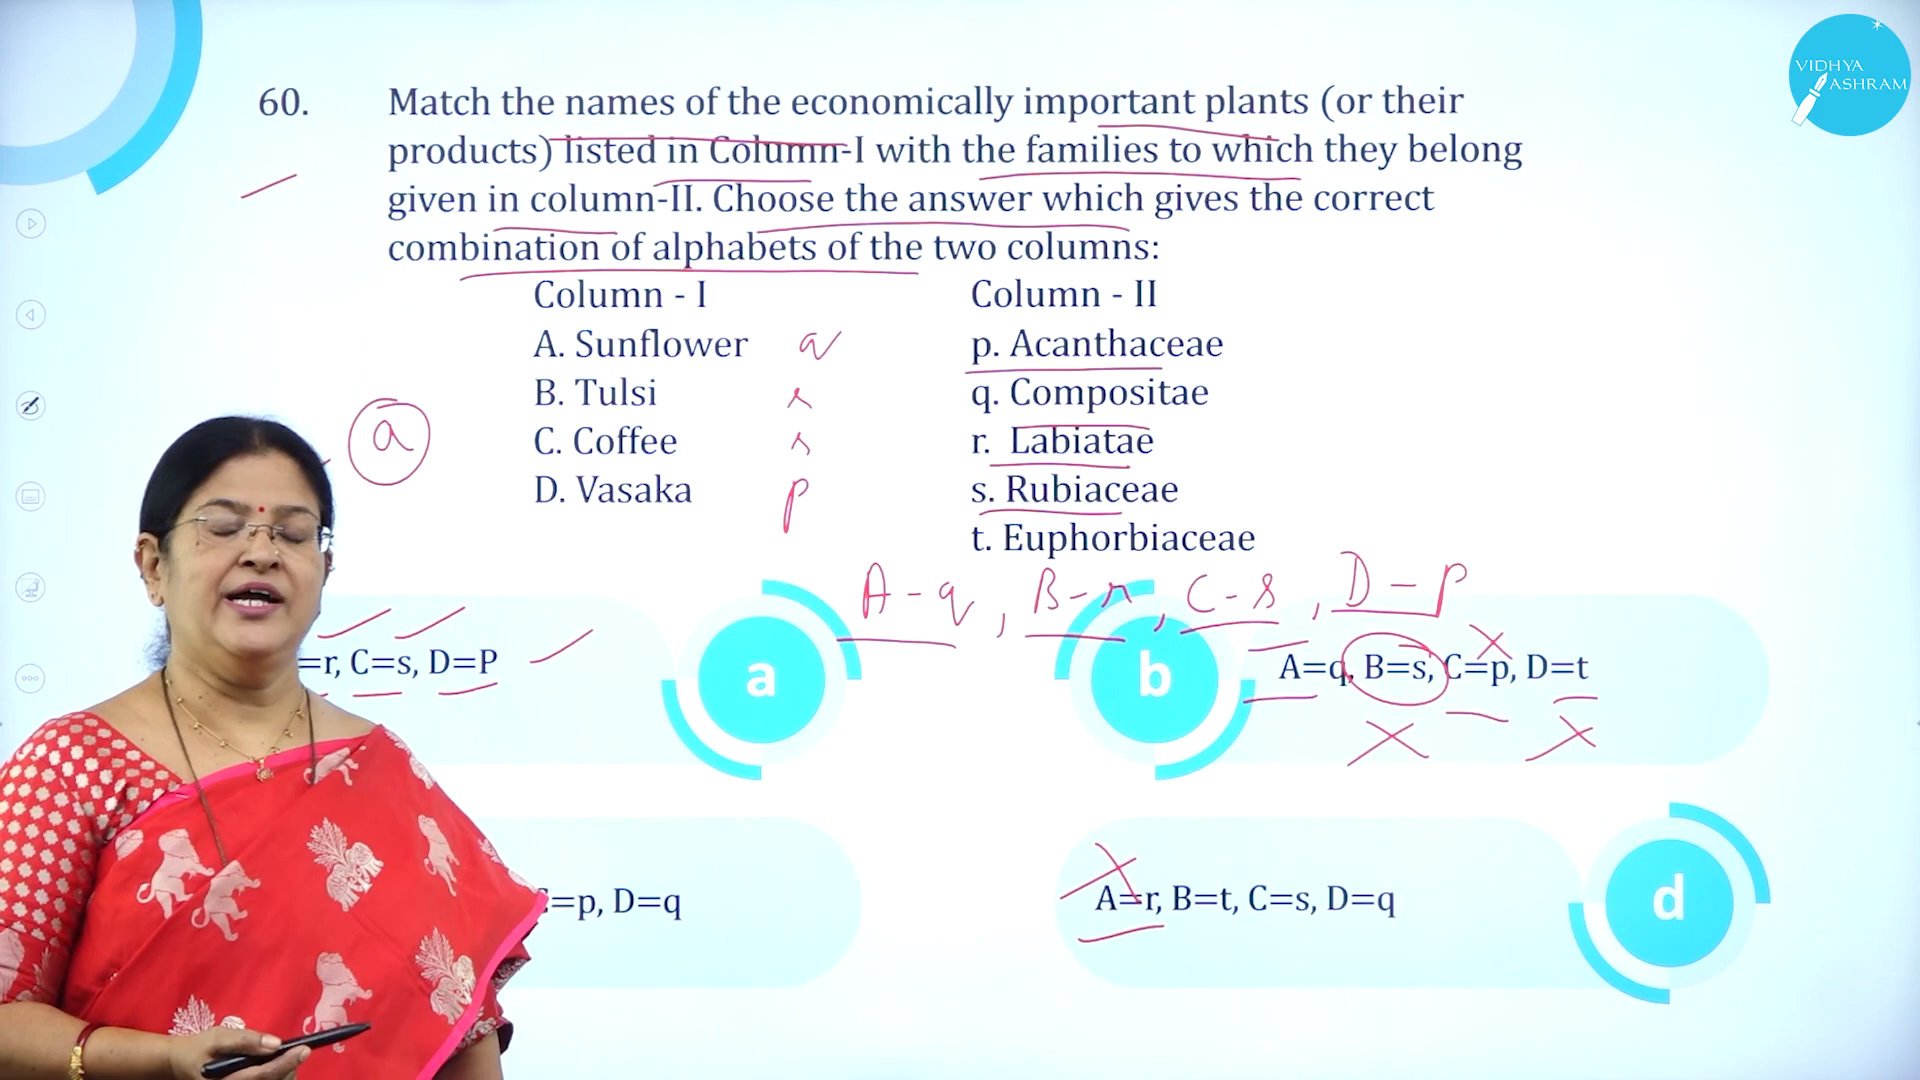 VIDHYA
ASHRAM
60. Match the names of the economically important plants (or their
products) listed in Column-I with the families to which they belong
given in column-II. Choose the answer which gives the correct
combination of alphabets of the two columns:
Column - I Column - II
A. Sunflower q p. Acanthaceae
B. Tulsi r q. Compositae
C. Coffee s r. Labiatae
D. Vasaka p s. Rubiaceae
t. Euphorbiaceae
a
A-q, B-r, C-s, D-p
=r, C=s, D=P a
b A=q, B=s, C=p, D=t
=p, D=q
A=r, B=t, C=s, D=q d